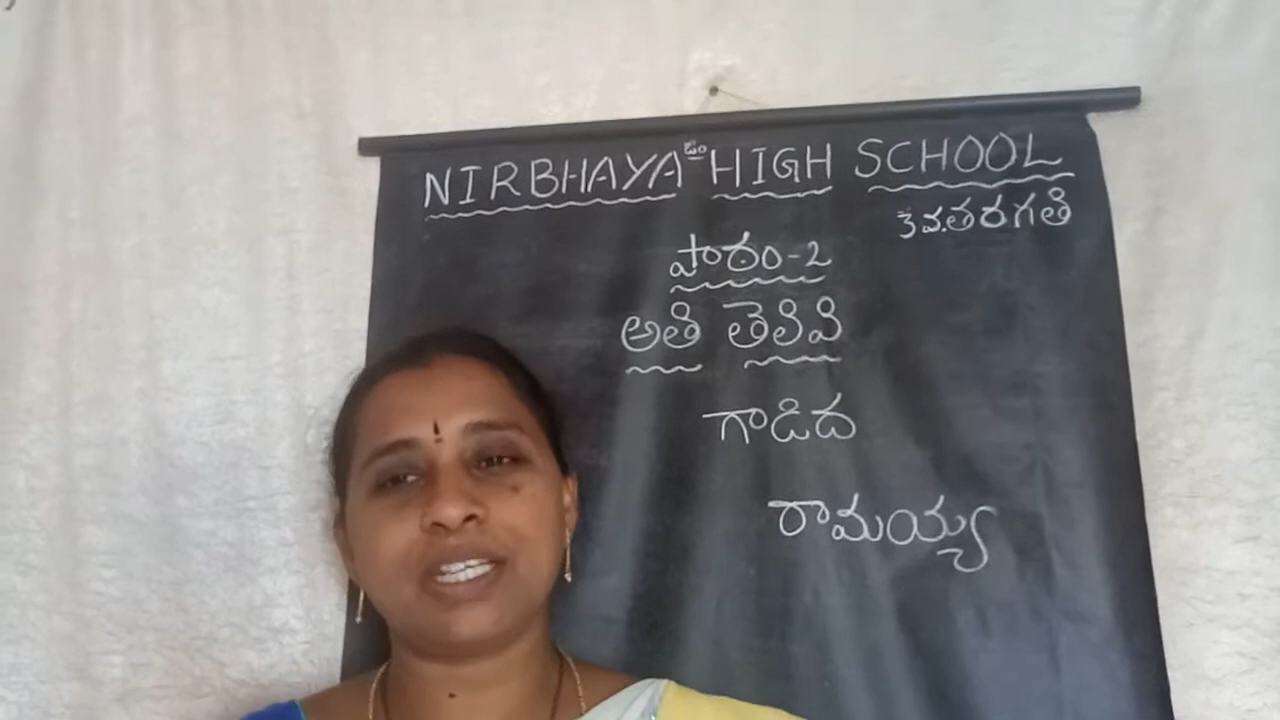 ఓం
NIRBHAYA HIGH SCHOOL
3వ.తరగతి
పాఠం-2
అతి తెలివి
గాడిద
రామయ్య